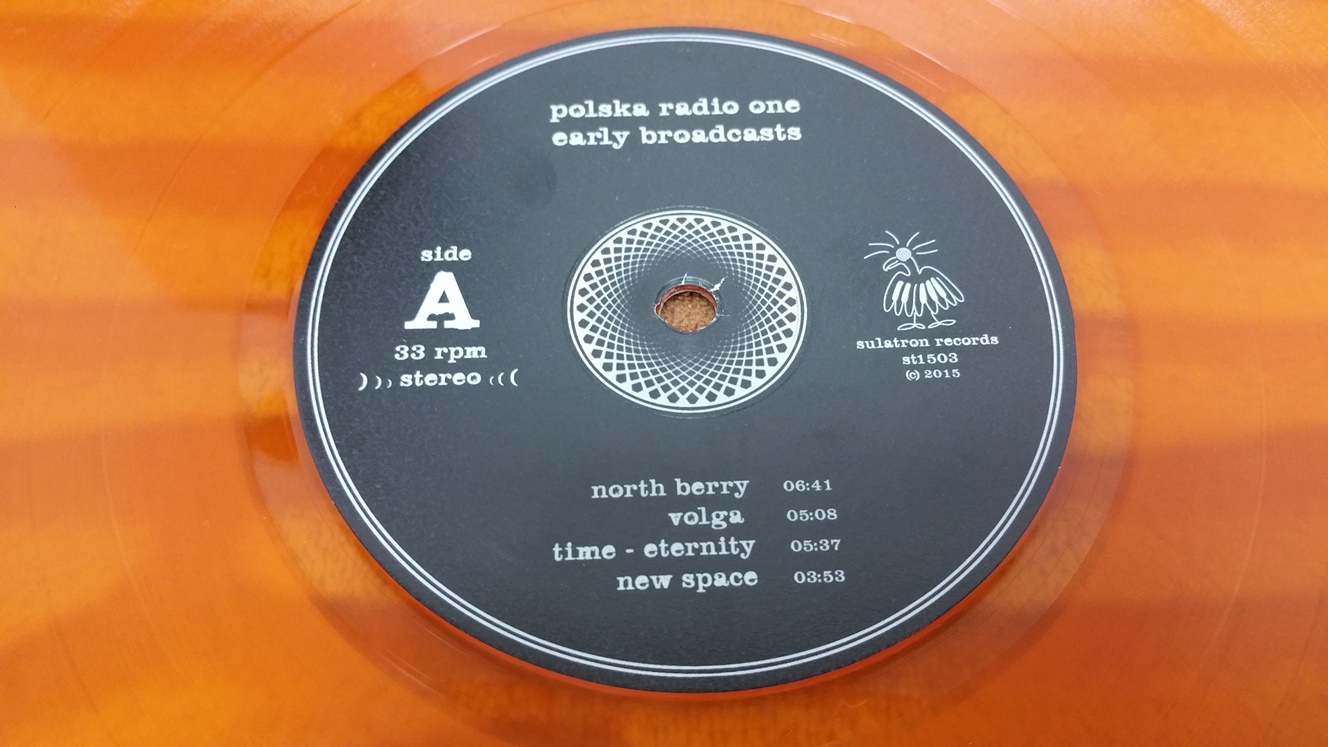 polska radio one
early broadcasts
side
A
33 rpm
))) stereo (((
sulatron records
st1503
(c) 2015
north berry 06:41
volga 05:08
time - eternity 05:37
new space 03:53